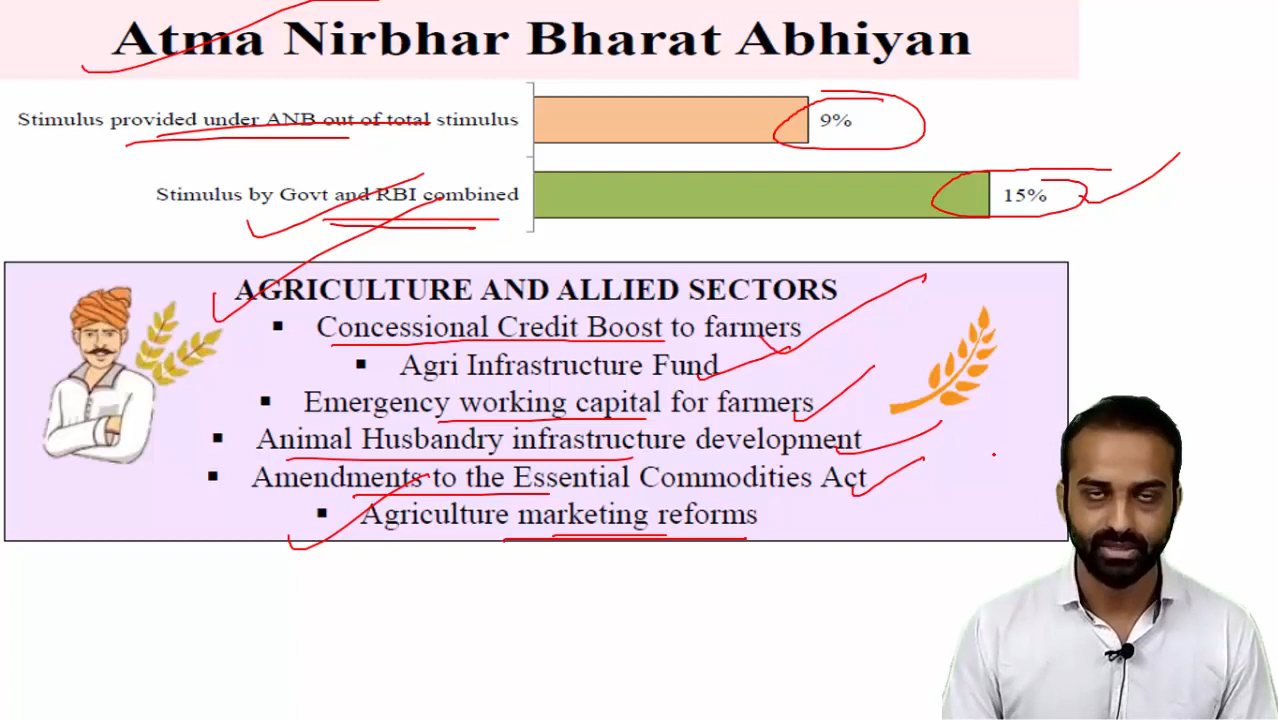 Atma Nirbhar Bharat Abhiyan
Stimulus provided under ANB out of total stimulus
9%
Stimulus by Govt and RBI combined
15%
AGRICULTURE AND ALLIED SECTORS
▪ Concessional Credit Boost to farmers
▪ Agri Infrastructure Fund
▪ Emergency working capital for farmers
▪ Animal Husbandry infrastructure development
▪ Amendments to the Essential Commodities Act
▪ Agriculture marketing reforms